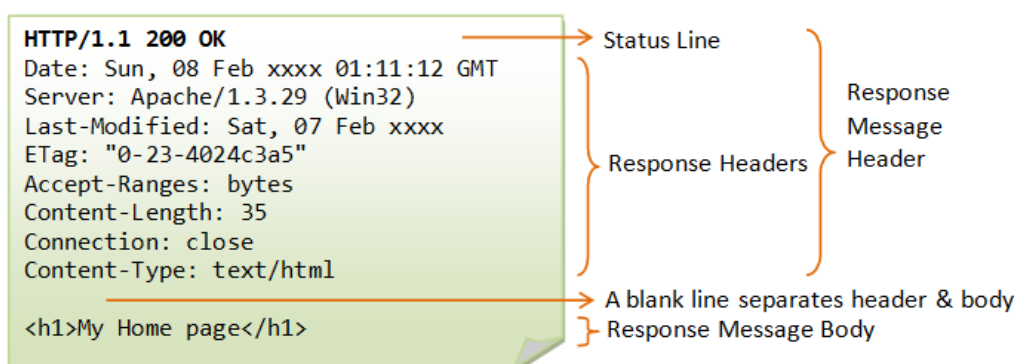 HTTP/1.1 200 OK
Date: Sun, 08 Feb xxxx 01:11:12 GMT
Server: Apache/1.3.29 (Win32)
Last-Modified: Sat, 07 Feb xxxx
ETag: "0-23-4024c3a5"
Accept-Ranges: bytes
Content-Length: 35
Connection: close
Content-Type: text/html
<h1>My Home page</h1>
Status Line
Response Headers
Response
Message
Header
A blank line separates header & body
Response Message Body